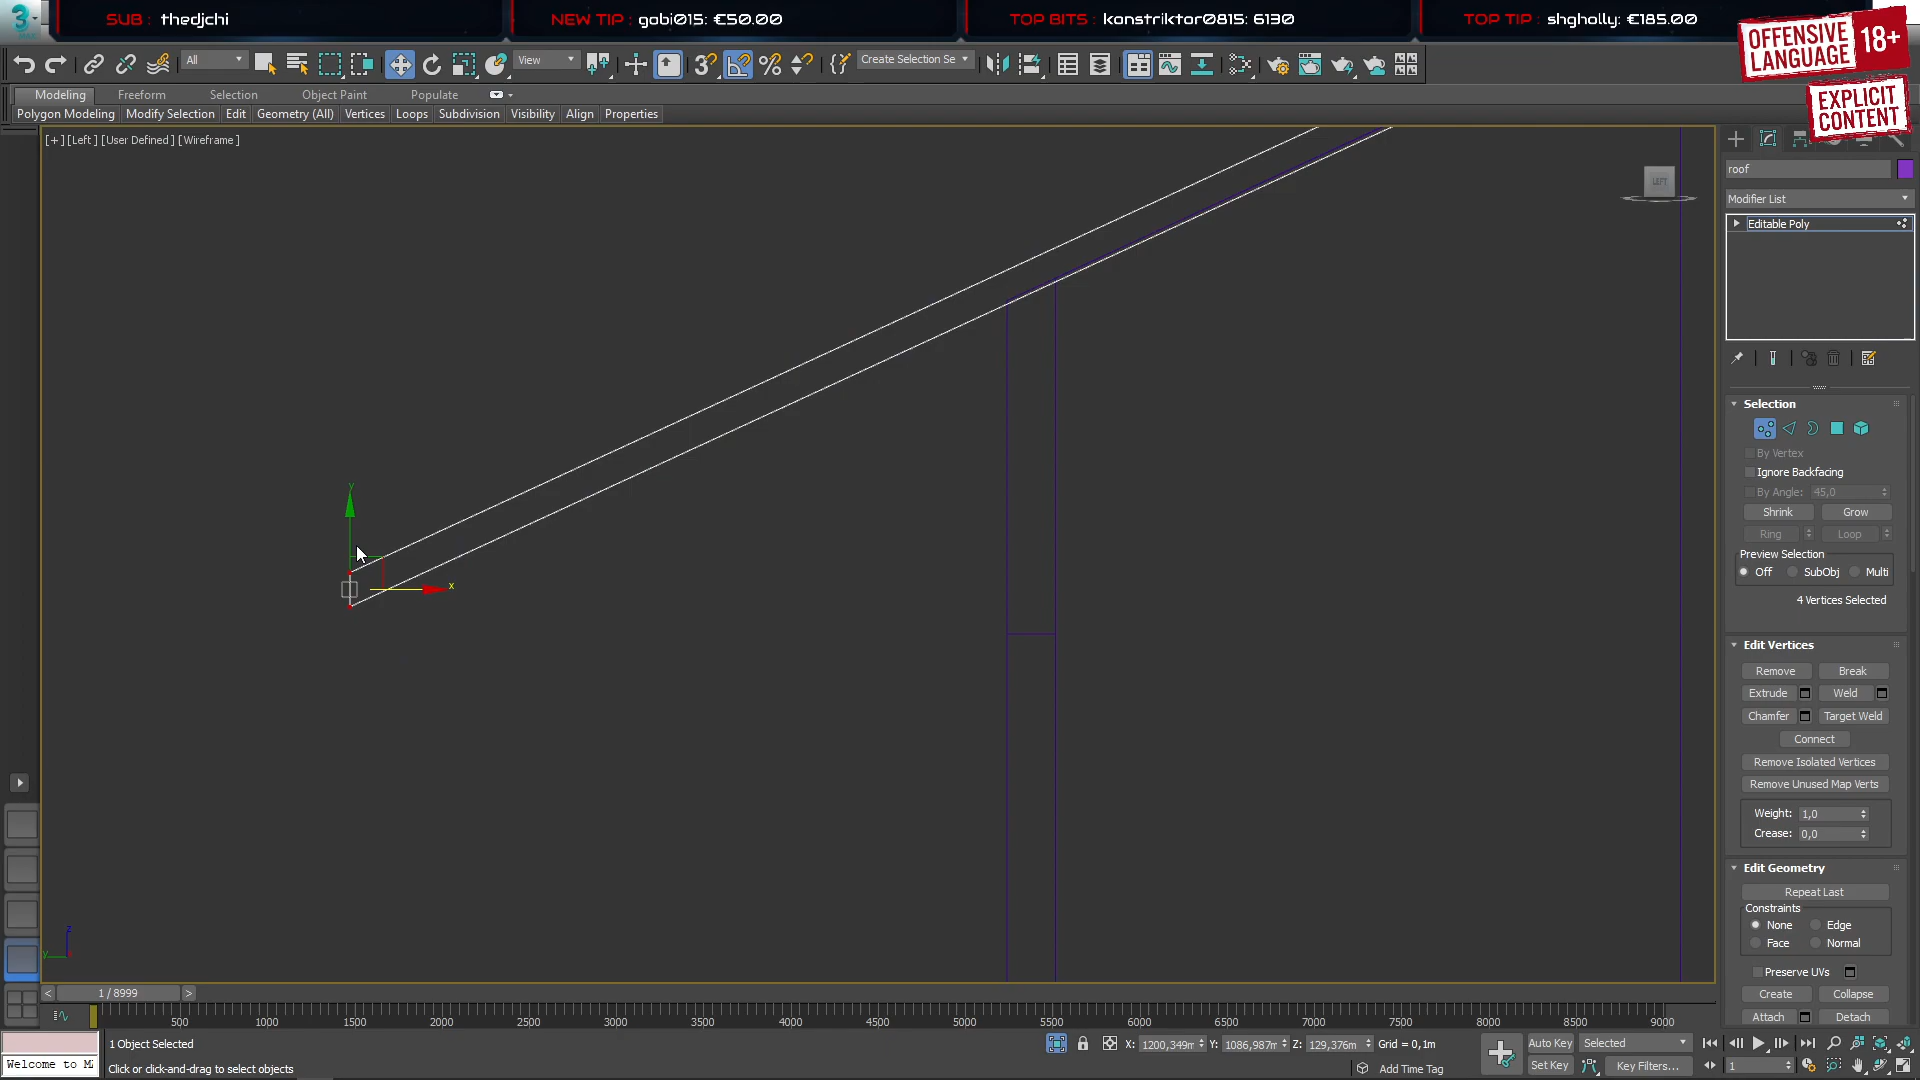 SUB : thedjchi
NEW TIP : gabi015: €50.00
TOP BITS : konstriktor0815: 6130
TOP TIP : shgholly: €185.00
OFFENSIVE LANGUAGE 18+
EXPLICIT CONTENT
3
All
View
Create Selection Se
Modeling
Freeform
Selection
Object Paint
Populate
Polygon Modeling
Modify Selection
Edit
Geometry (All)
Vertices
Loops
Subdivision
Visibility
Align
Properties
[+] [Left ] [User Defined ] [Wireframe ]
LEFT
roof
Modifier List
Editable Poly
Selection
By Vertex
Ignore Backfacing
By Angle: 45,0
Shrink
Grow
Ring
Loop
Preview Selection
Off
SubObj
Multi
4 Vertices Selected
Edit Vertices
Remove
Break
Extrude
Weld
Chamfer
Target Weld
Connect
Remove Isolated Vertices
Remove Unused Map Verts
Weight: 1,0
Crease: 0,0
Edit Geometry
Repeat Last
Constraints
None
Edge
Face
Normal
Preserve UVs
Create
Collapse
Attach
Detach
y
x
z
y
< 1 / 8999 >
500 1000 1500 2000 2500 3000 3500 4000 4500 5000 5500 6000 6500 7000 7500 8000 8500 9000
1 Object Selected
X: 1200,349m Y: 1086,987m Z: 129,376m Grid = 0,1m
Auto Key
Selected
Welcome to M
Click or click-and-drag to select objects
Add Time Tag
Set Key
Key Filters...
1